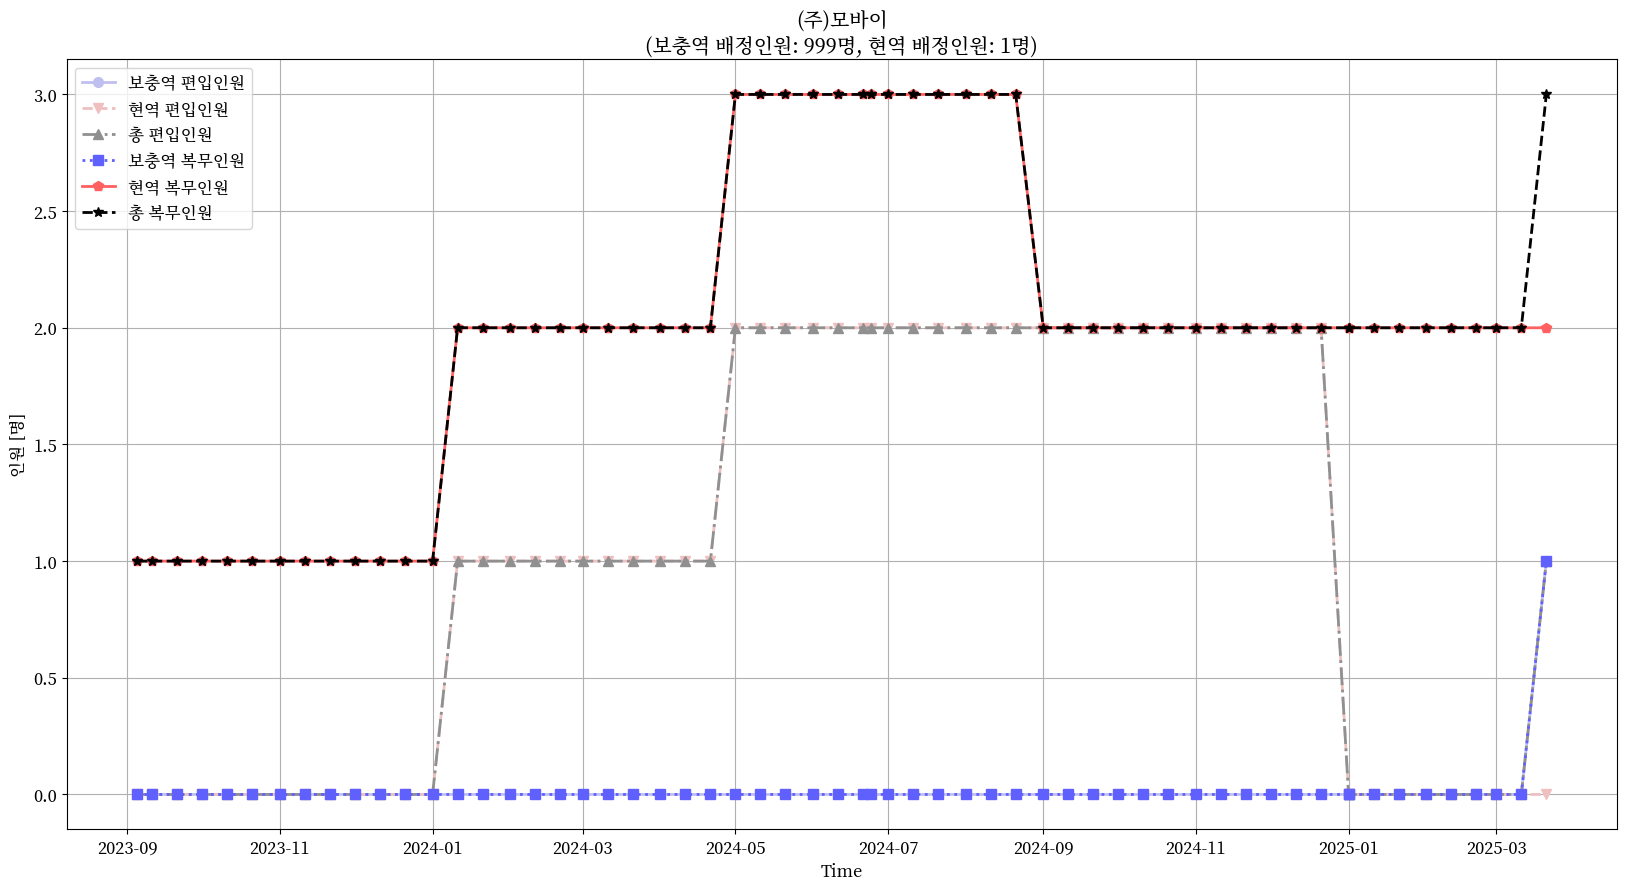 (주)모바이
(보충역 배정인원: 999명, 현역 배정인원: 1명)
보충역 편입인원
현역 편입인원
총 편입인원
보충역 복무인원
현역 복무인원
총 복무인원
인원 [명]
3.0
2.5
2.0
1.5
1.0
0.5
0.0
2023-09 2023-11 2024-01 2024-03 2024-05 2024-07 2024-09 2024-11 2025-01 2025-03
Time